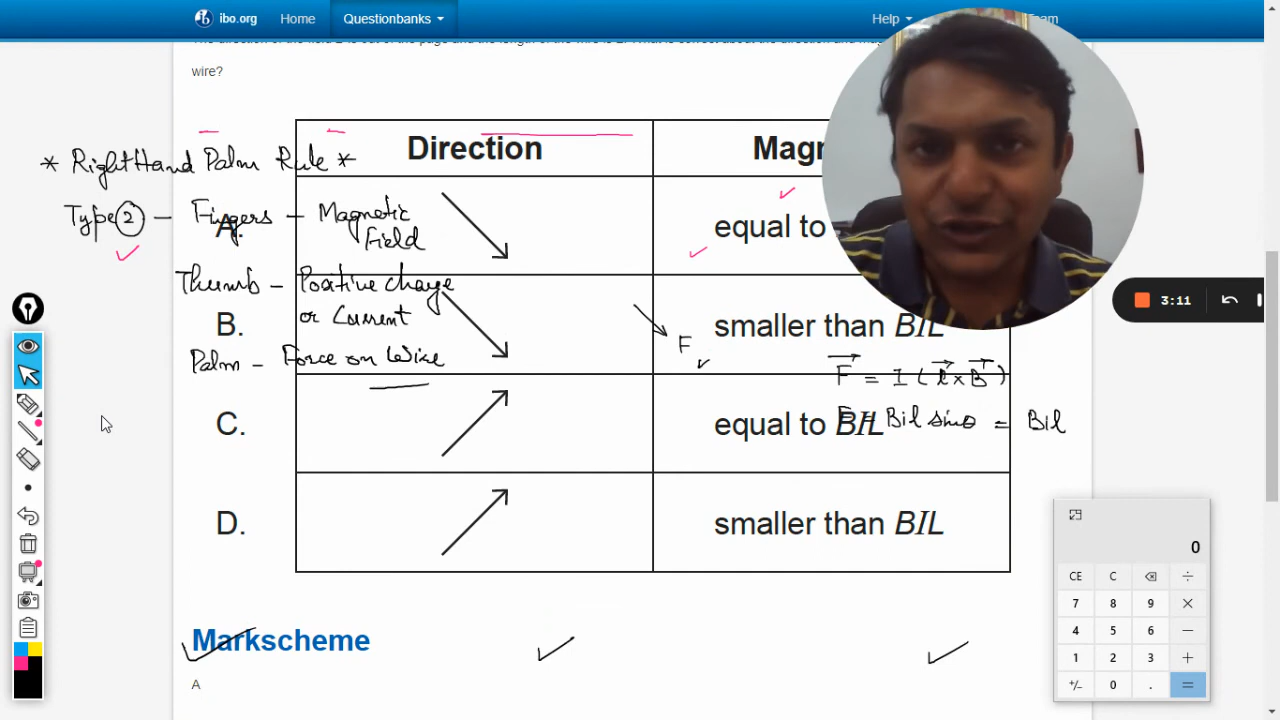 ibo.org Home Questionbanks Help Team
wire?
Direction Magn
* Right Hand Palm Rule *
Type 2 – Fingers – Magnetic Field
A. equal to
Thumb – Positive charge or Current
B. smaller than BIL
F
Palm – Force on Wire
F = I (l × B)
C. equal to BIL
F = Bil sinθ = Bil
D. smaller than BIL
Markscheme
A
3:11
0
CE C ÷
7 8 9 ×
4 5 6 −
1 2 3 +
+/- 0 . =